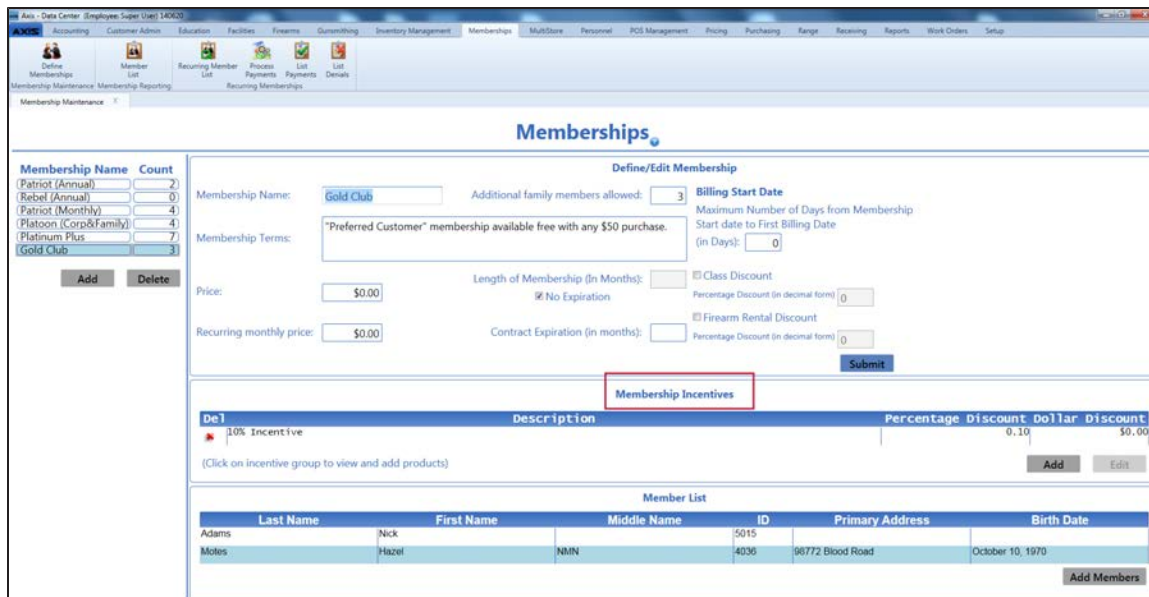 Axis - Data Center (Employee: Super User) 140620
AXIS Accounting Customer Admin Education Facilities Firearms Gunsmithing Inventory Management Memberships MultiStore Personnel POS Management Pricing Purchasing Range Receiving Reports Work Orders Setup
Define Memberships
Member List
Recurring Member List
Process Payments
List Payments
List Denials
Membership Maintenance Membership Reporting Recurring Memberships
Membership Maintenance X
Memberships
Membership Name Count
Patriot (Annual) 2
Rebel (Annual) 0
Patriot (Monthly) 4
Platoon (Corp&Family) 4
Platinum Plus 7
Gold Club 3
Add Delete
Define/Edit Membership
Membership Name: Gold Club
Additional family members allowed: 3
Membership Terms: "Preferred Customer" membership available free with any $50 purchase.
Billing Start Date
Maximum Number of Days from Membership
Start date to First Billing Date
(in Days): 0
Price: $0.00
Length of Membership (In Months):
No Expiration
Class Discount
Percentage Discount (in decimal form) 0
Recurring monthly price: $0.00
Contract Expiration (in months):
Firearm Rental Discount
Percentage Discount (in decimal form) 0
Submit
Membership Incentives
Del Description Percentage Discount Dollar Discount
10% Incentive 0.10 $0.00
(Click on incentive group to view and add products)
Add Edit
Member List
Last Name First Name Middle Name ID Primary Address Birth Date
Adams Nick 5015
Motes Hazel NMN 4036 98772 Blood Road October 10, 1970
Add Members